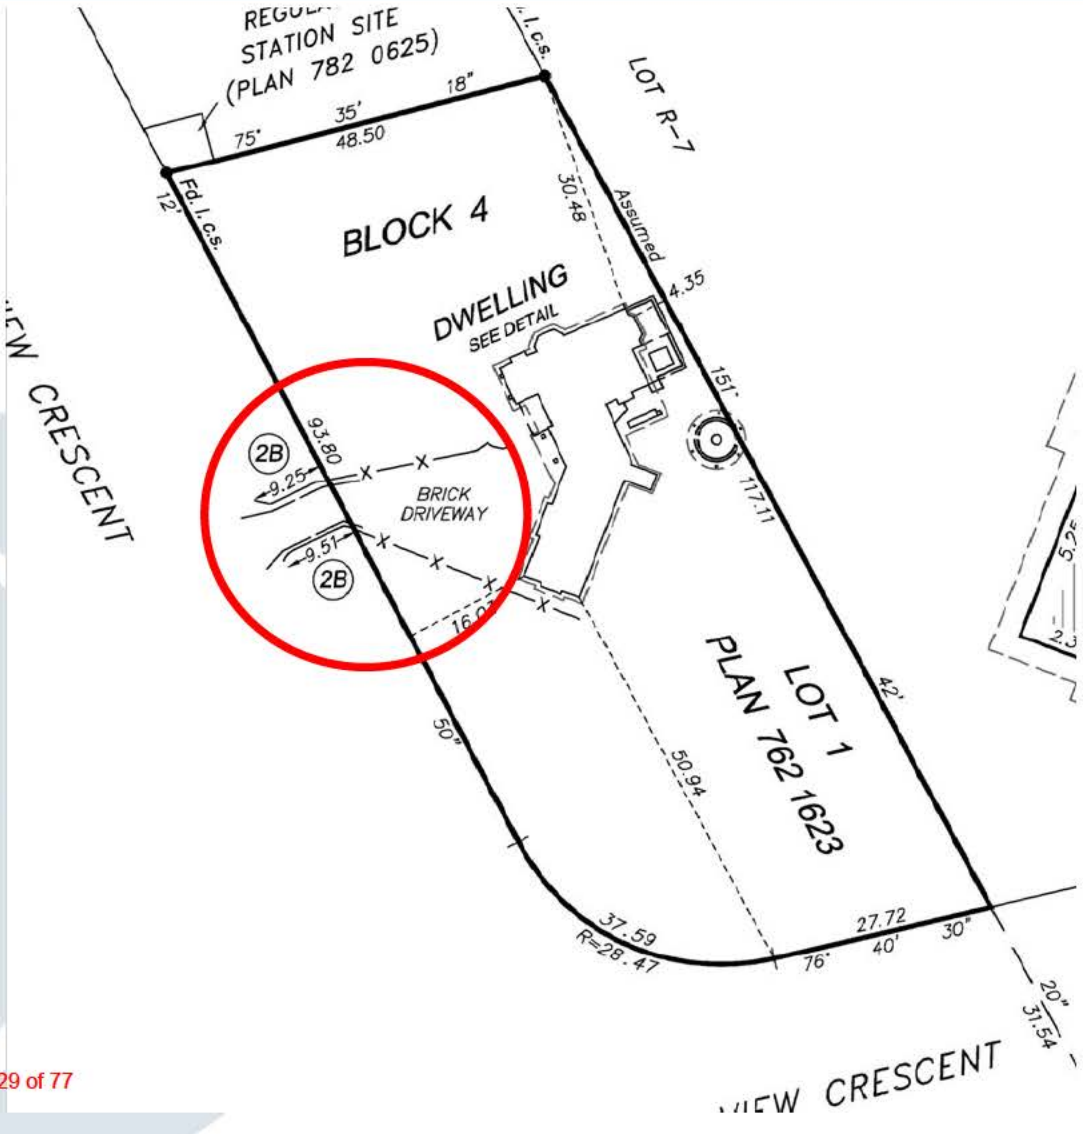 STATION SITE
(PLAN 782 0625)
I. c.s.
LOT R-7
75°
35'
18"
48.50
12'
Fd. I. c.s.
BLOCK 4
30.48
Assumed
4.35
DWELLING
SEE DETAIL
151°
117.11
42'
20"
31.54
CRESCENT
93.80
2B
9.25
BRICK
DRIVEWAY
9.51
2B
50"
50.94
LOT 1
PLAN 762 1623
5.25
37.59
R=28.47
27.72
76°
40'
30"
VIEW CRESCENT
29 of 77